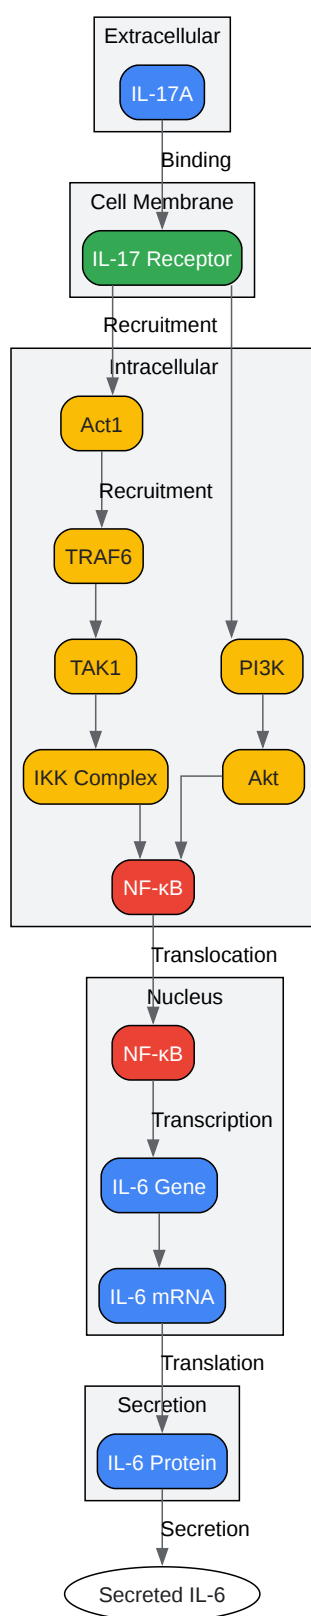 Extracellular
IL-17A
Binding
Cell Membrane
IL-17 Receptor
Recruitment
Intracellular
Act1
Recruitment
TRAF6
TAK1
PI3K
IKK Complex
Akt
NF-κB
Translocation
Nucleus
NF-κB
Transcription
IL-6 Gene
IL-6 mRNA
Translation
Secretion
IL-6 Protein
Secretion
Secreted IL-6